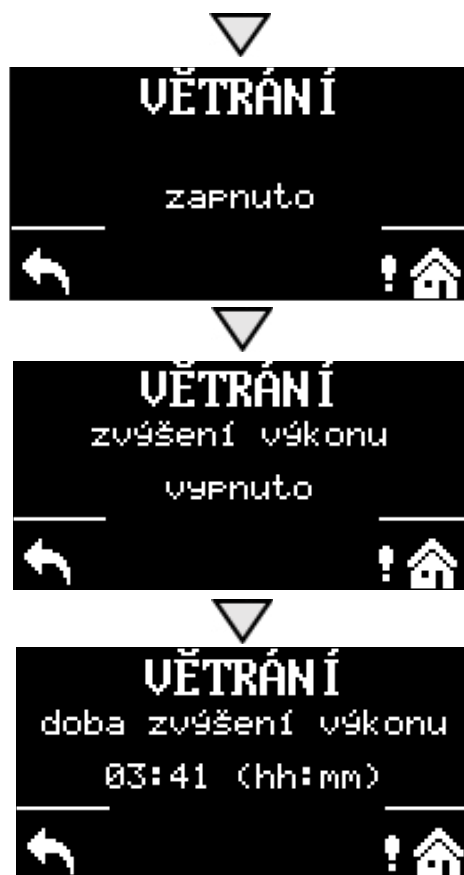 VĚTRÁNÍ
zapnuto
VĚTRÁNÍ
zvýšení výkonu
vypnuto
VĚTRÁNÍ
doba zvýšení výkonu
03:41 (hh:mm)